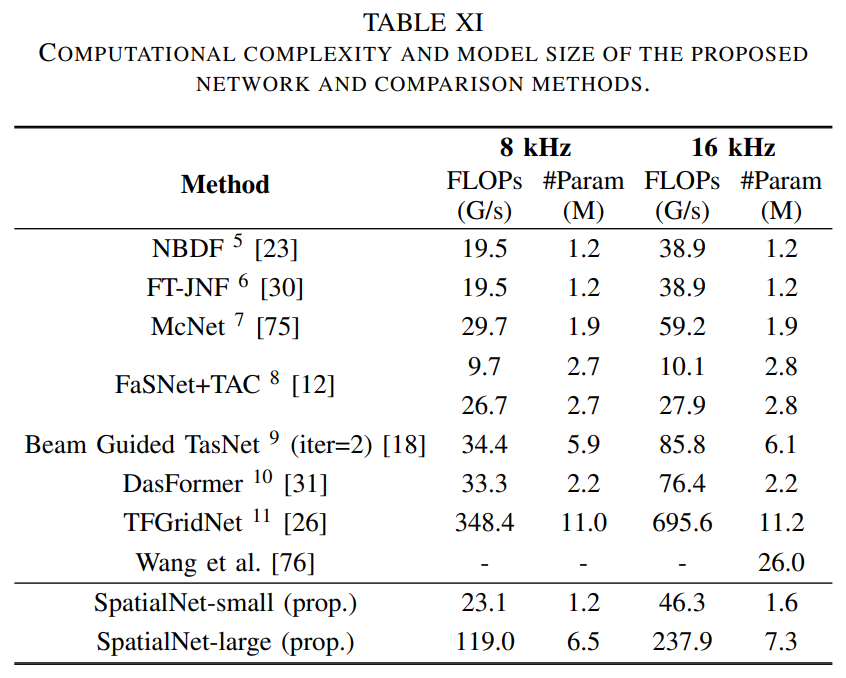 TABLE XI
COMPUTATIONAL COMPLEXITY AND MODEL SIZE OF THE PROPOSED
NETWORK AND COMPARISON METHODS.
Method 8 kHz 16 kHz
FLOPs #Param FLOPs #Param
(G/s) (M) (G/s) (M)
NBDF 5 [23] 19.5 1.2 38.9 1.2
FT-JNF 6 [30] 19.5 1.2 38.9 1.2
McNet 7 [75] 29.7 1.9 59.2 1.9
FaSNet+TAC 8 [12] 9.7 2.7 10.1 2.8
26.7 2.7 27.9 2.8
Beam Guided TasNet 9 (iter=2) [18] 34.4 5.9 85.8 6.1
DasFormer 10 [31] 33.3 2.2 76.4 2.2
TFGridNet 11 [26] 348.4 11.0 695.6 11.2
Wang et al. [76] - - - 26.0
SpatialNet-small (prop.) 23.1 1.2 46.3 1.6
SpatialNet-large (prop.) 119.0 6.5 237.9 7.3